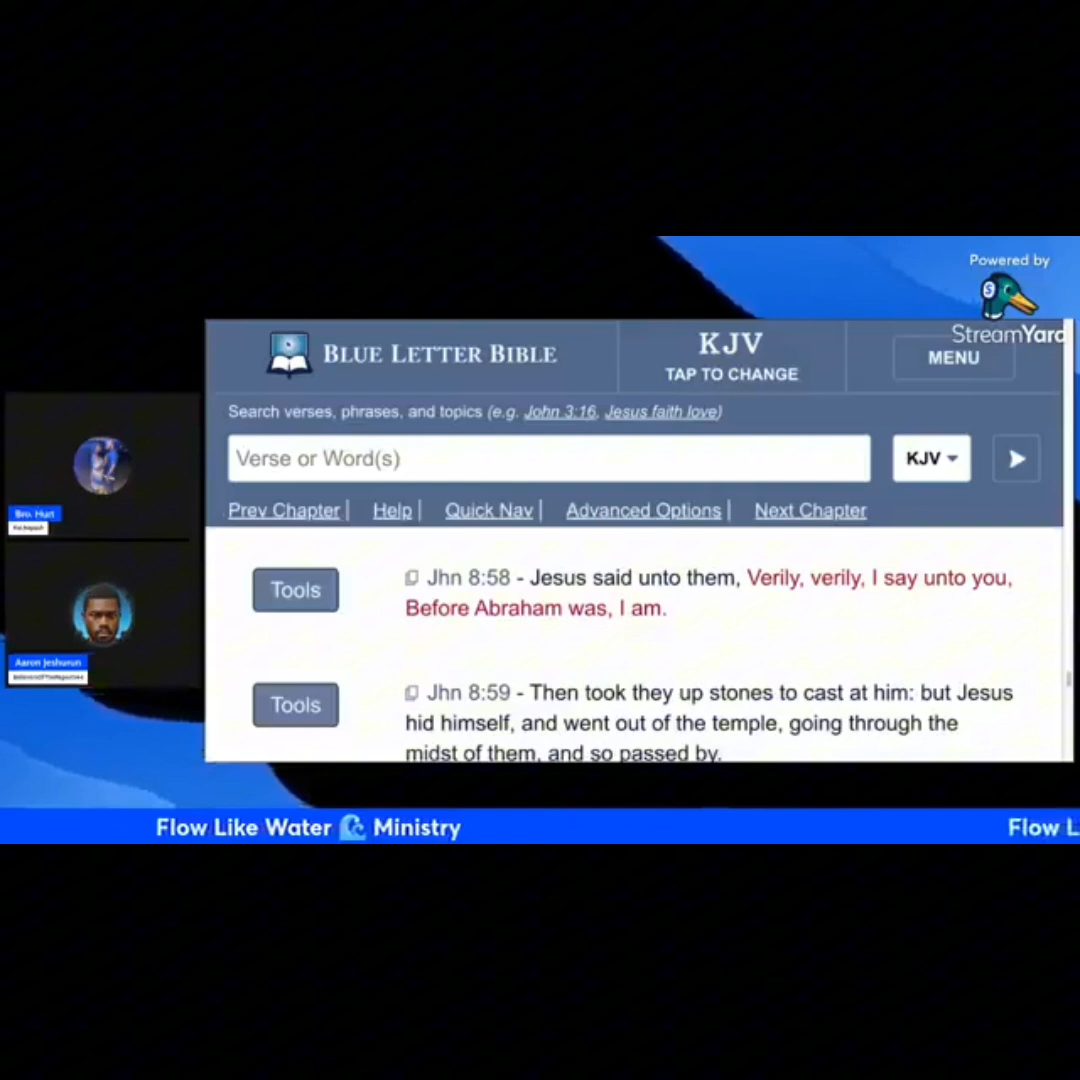 Powered by
StreamYard
BLUE LETTER BIBLE
KJV
TAP TO CHANGE
MENU
Search verses, phrases, and topics (e.g. John 3:16, Jesus faith love)
Verse or Word(s)
KJV
Prev Chapter | Help | Quick Nav | Advanced Options | Next Chapter
Tools
Jhn 8:58 - Jesus said unto them, Verily, verily, I say unto you,
Before Abraham was, I am.
Tools
Jhn 8:59 - Then took they up stones to cast at him: but Jesus
hid himself, and went out of the temple, going through the
midst of them, and so passed by.
Bro. Huri
Aaron Jeshurun
Flow Like Water 🌊 Ministry
Flow L